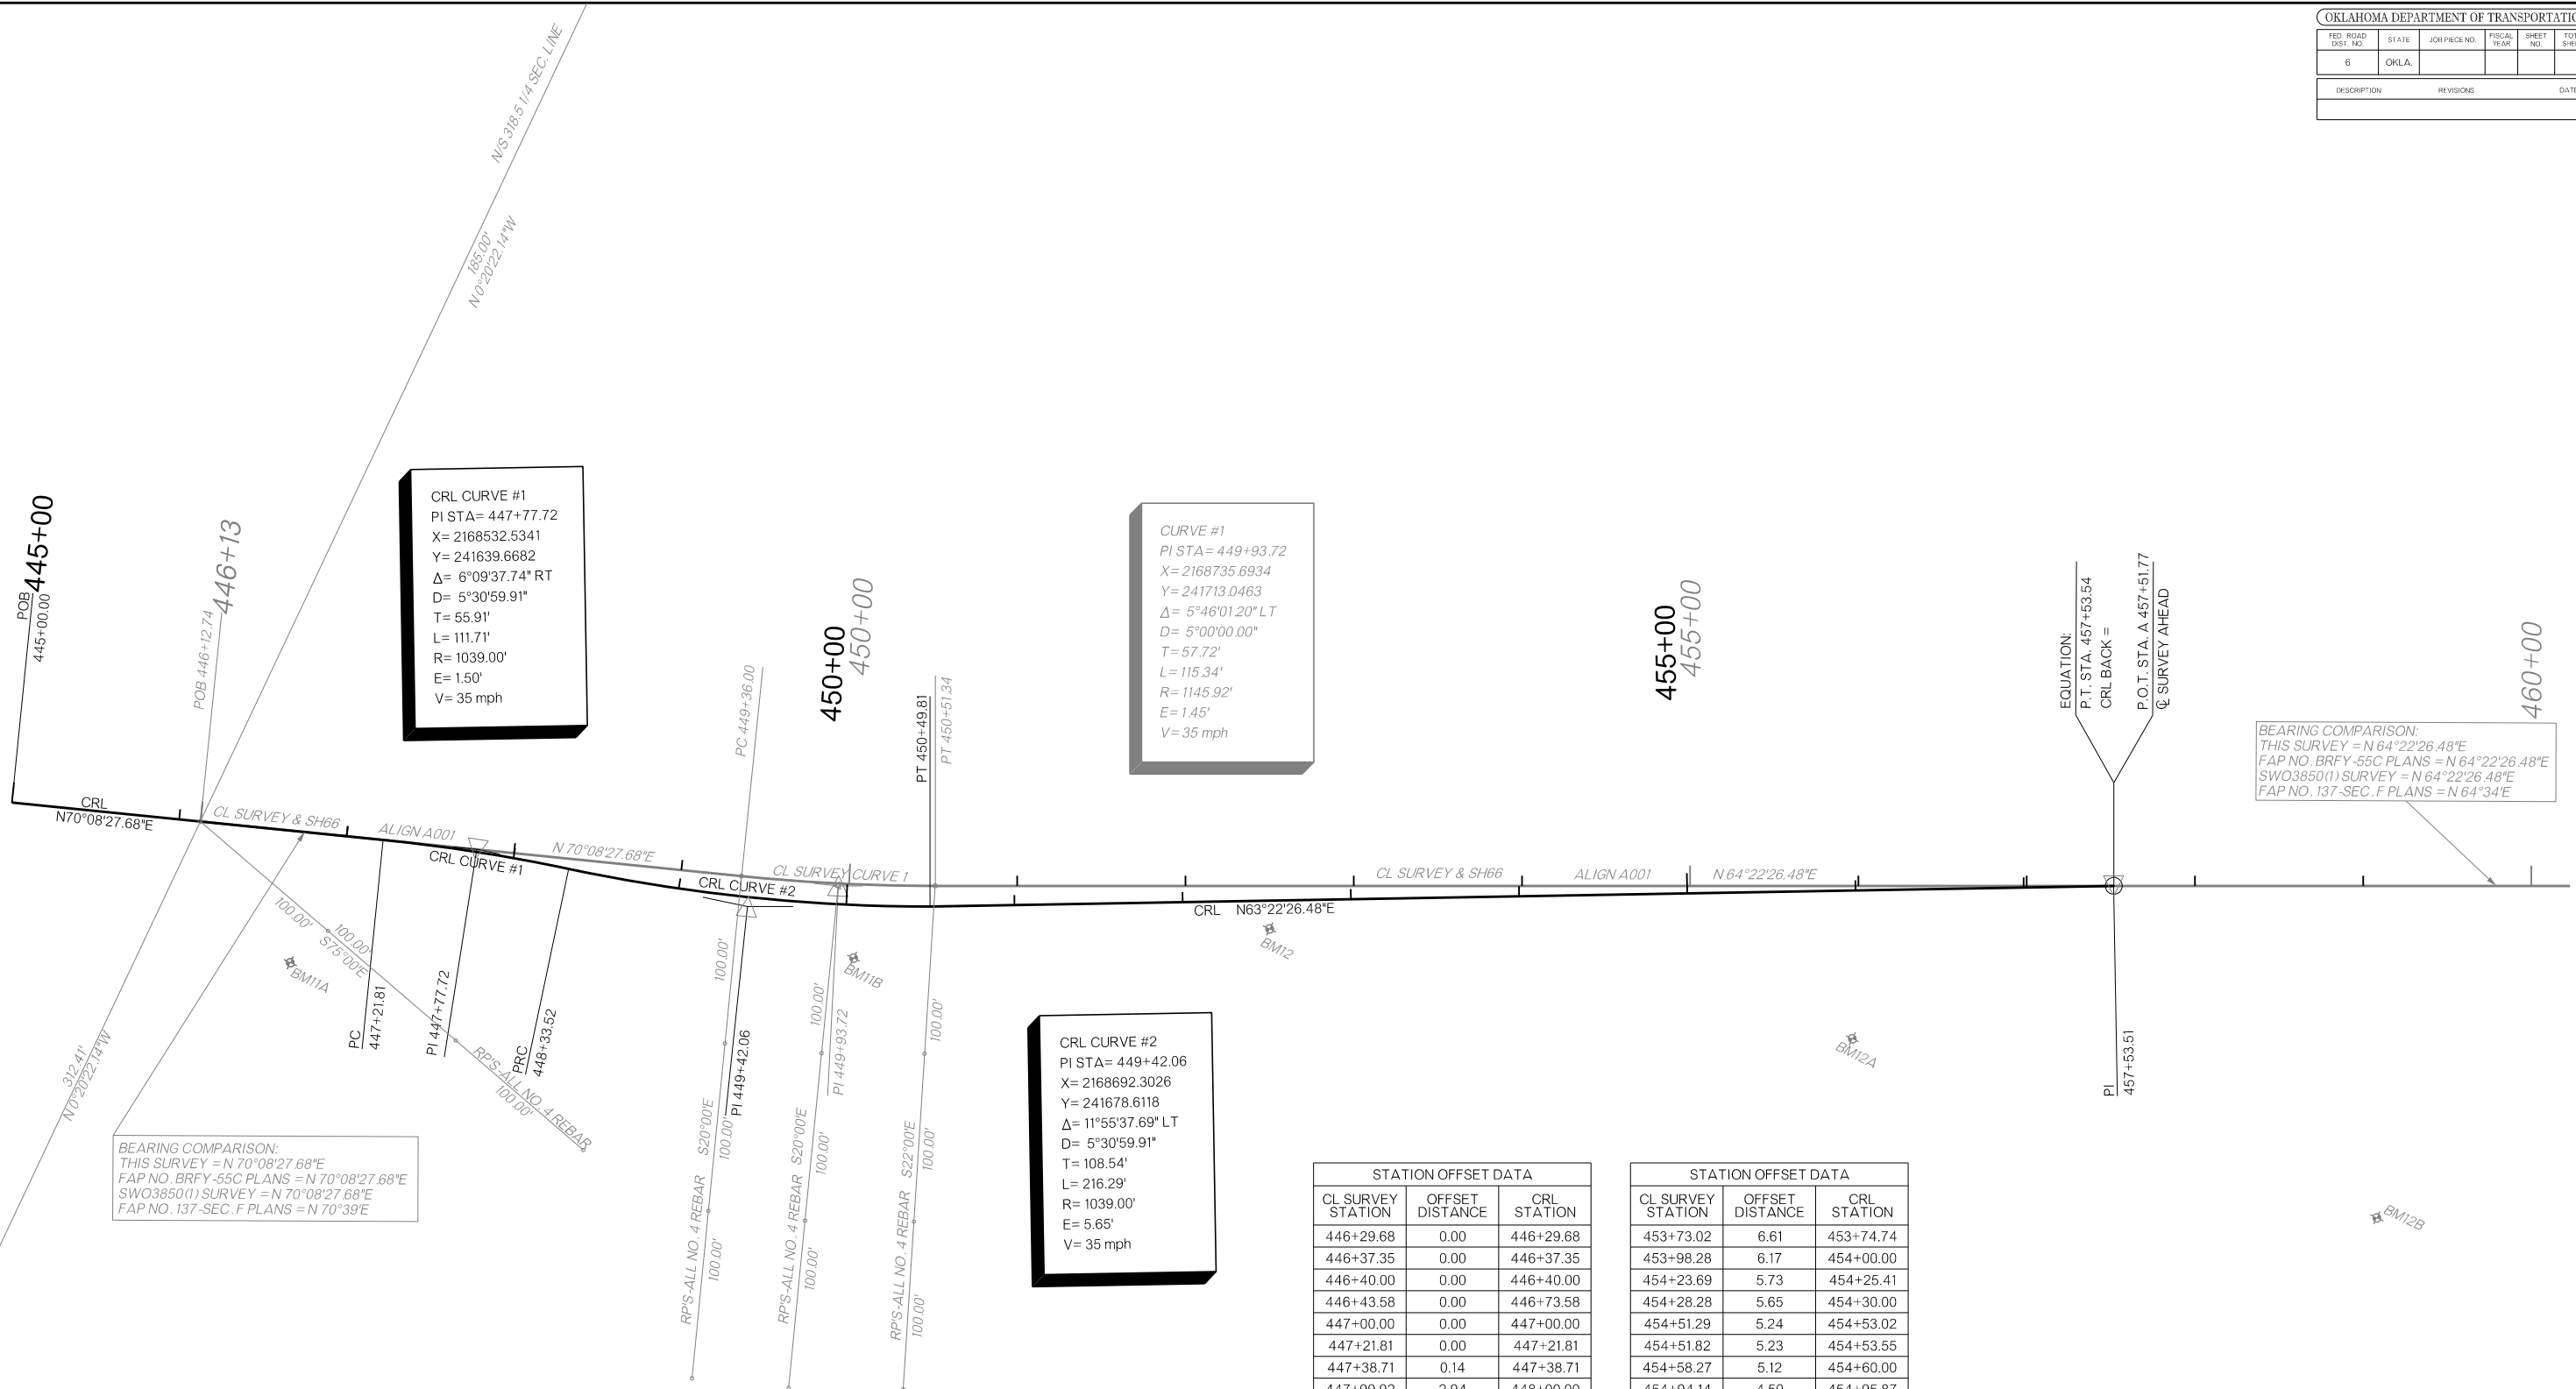 OKLAHOMA DEPARTMENT OF TRANSPORTATIO
FED. ROAD DIST. NO. STATE JOB PIECE NO. FISCAL YEAR SHEET NO.
6 OKLA.
DESCRIPTION REVISIONS DATE
N/S 318.5 1/4 SEC. LINE
185.00'
N 0°20'22.14"W
POB 445+00.00
445+00
POB 446+12.74
446+13
CRL CURVE #1
PI STA= 447+77.72
X= 2168532.5341
Y= 241639.6682
Δ= 6°09'37.74" RT
D= 5°30'59.91"
T= 55.91'
L= 111.71'
R= 1039.00'
E= 1.50'
V= 35 mph
PC 449+36.00
450+00
450+00
PT 450+49.81
PT 450+51.34
CURVE #1
PI STA= 449+93.72
X= 2168735.6934
Y= 241713.0463
Δ= 5°46'01.20" LT
D= 5°00'00.00"
T= 57.72'
L= 115.34'
R= 1145.92'
E= 1.45'
V= 35 mph
455+00
455+00
EQUATION:
P.T. STA. 457+53.54
CRL BACK =
P.O.T. STA. A 457+51.77
℄ SURVEY AHEAD
460+00
BEARING COMPARISON:
THIS SURVEY = N 64°22'26.48"E
FAP NO. BRFY-55C PLANS = N 64°22'26.48"E
SWO3850(1) SURVEY = N 64°22'26.48"E
FAP NO. 137-SEC.F PLANS = N 64°34'E
CRL
N70°08'27.68"E
CL SURVEY & SH66
ALIGN A001
CRL CURVE #1
N 70°08'27.68"E
CL SURVEY CURVE 1
CRL CURVE #2
CL SURVEY & SH66
ALIGN A001
N 64°22'26.48"E
CRL N63°22'26.48"E
100.00'
100.00'
S75°00'E
BM11A
PC
447+21.81
PI 447+77.72
PRC
448+33.52
RP'S-ALL NO. 4 REBAR
100.00'
312.41'
N 0°20'22.14"W
100.00'
PI 449+42.06
RP'S-ALL NO. 4 REBAR S20°00'E
100.00'
100.00'
BM11B
100.00'
PI 449+93.72
RP'S-ALL NO. 4 REBAR S20°00'E
100.00'
100.00'
100.00'
RP'S-ALL NO. 4 REBAR S22°00'E
100.00'
100.00'
BM12
BM12A
BM12B
PI
457+53.51
BEARING COMPARISON:
THIS SURVEY = N 70°08'27.68"E
FAP NO. BRFY-55C PLANS = N 70°08'27.68"E
SWO3850(1) SURVEY = N 70°08'27.68"E
FAP NO. 137-SEC.F PLANS = N 70°39'E
CRL CURVE #2
PI STA= 449+42.06
X= 2168692.3026
Y= 241678.6118
Δ= 11°55'37.69" LT
D= 5°30'59.91"
T= 108.54'
L= 216.29'
R= 1039.00'
E= 5.65'
V= 35 mph
STATION OFFSET DATA
CL SURVEY STATION OFFSET DISTANCE CRL STATION
446+29.68 0.00 446+29.68
446+37.35 0.00 446+37.35
446+40.00 0.00 446+40.00
446+43.58 0.00 446+73.58
447+00.00 0.00 447+00.00
447+21.81 0.00 447+21.81
447+38.71 0.14 447+38.71
STATION OFFSET DATA
CL SURVEY STATION OFFSET DISTANCE CRL STATION
453+73.02 6.61 453+74.74
453+98.28 6.17 454+00.00
454+23.69 5.73 454+25.41
454+28.28 5.65 454+30.00
454+51.29 5.24 454+53.02
454+51.82 5.23 454+53.55
454+58.27 5.12 454+60.00